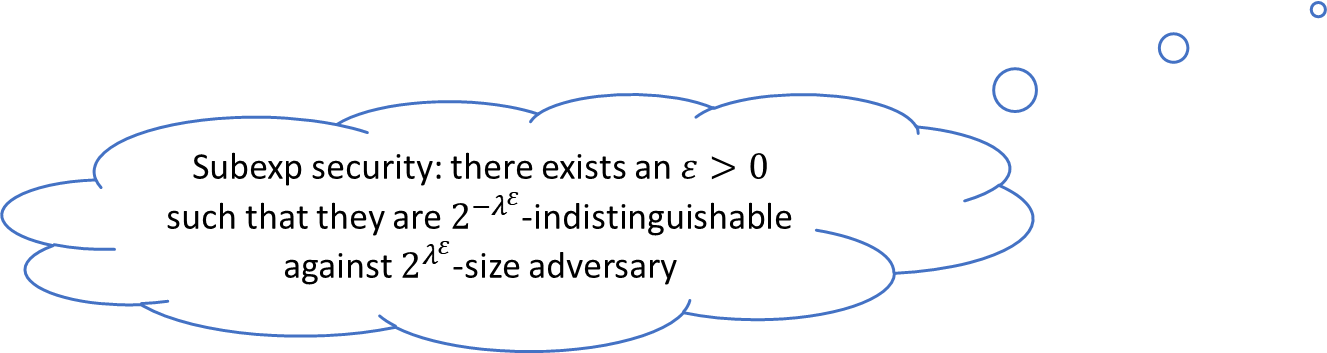 Subexp security: there exists an 𝜀 > 0
such that they are 2^{−𝜆^𝜀}-indistinguishable
against 2^{𝜆^𝜀}-size adversary